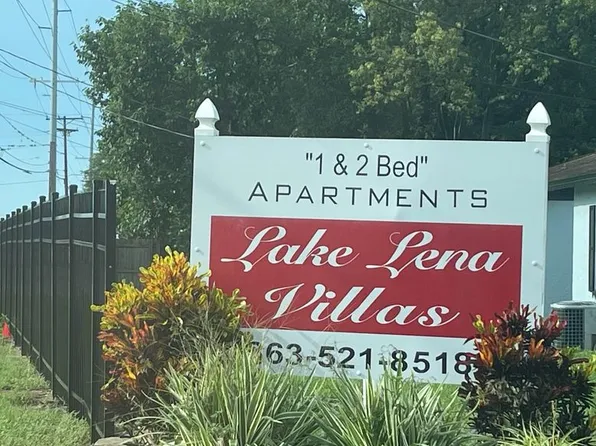 "1 & 2 Bed"
APARTMENTS
Lake Lena
Villas
63-521-8518